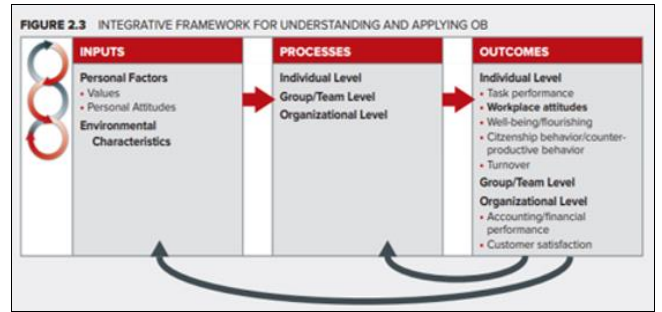 FIGURE 2.3 INTEGRATIVE FRAMEWORK FOR UNDERSTANDING AND APPLYING OB
INPUTS
Personal Factors
• Values
• Personal Attitudes
Environmental
Characteristics
PROCESSES
Individual Level
Group/Team Level
Organizational Level
OUTCOMES
Individual Level
• Task performance
• Workplace attitudes
• Well-being/flourishing
• Citzenship behavior/counter-
productive behavior
• Turnover
Group/Team Level
Organizational Level
• Accounting/financial
performance
• Customer satisfaction